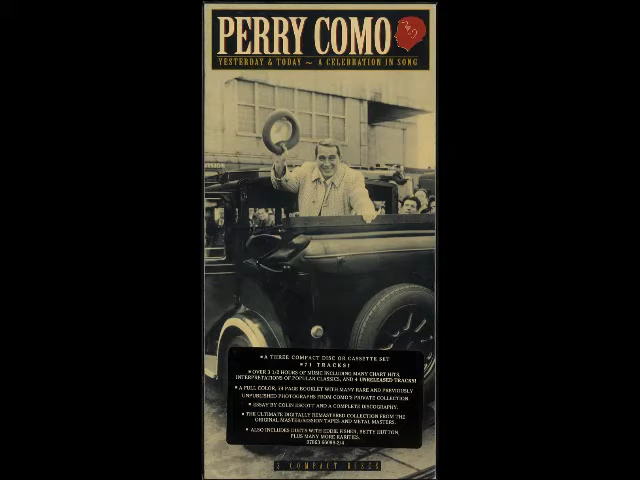 PERRY COMO
YESTERDAY & TODAY ~ A CELEBRATION IN SONG
▪A THREE COMPACT DISC OR CASSETTE SET
▪71 TRACKS!
▪OVER 3 1/2 HOURS OF MUSIC INCLUDING MANY CHART HITS,
INTERPRETATIONS OF POPULAR CLASSICS, AND 4 UNRELEASED TRACKS!
▪A FULL COLOR, PAGE BOOKLET WITH MANY RARE AND PREVIOUSLY
UNPUBLISHED PHOTOGRAPHS FROM COMO'S PRIVATE COLLECTION.
▪ESSAY BY COLIN ESCOTT AND A COMPLETE DISCOGRAPHY.
▪THE ULTIMATE DIGITALLY REMASTERED COLLECTION FROM THE
ORIGINAL MASTER/SESSION TAPES AND METAL MASTERS.
▪ALSO INCLUDES DUETS WITH EDDIE FISHER, BETTY HUTTON,
PLUS MANY MORE RARITIES.
07863 66098-2/4
3 COMPACT DISCS